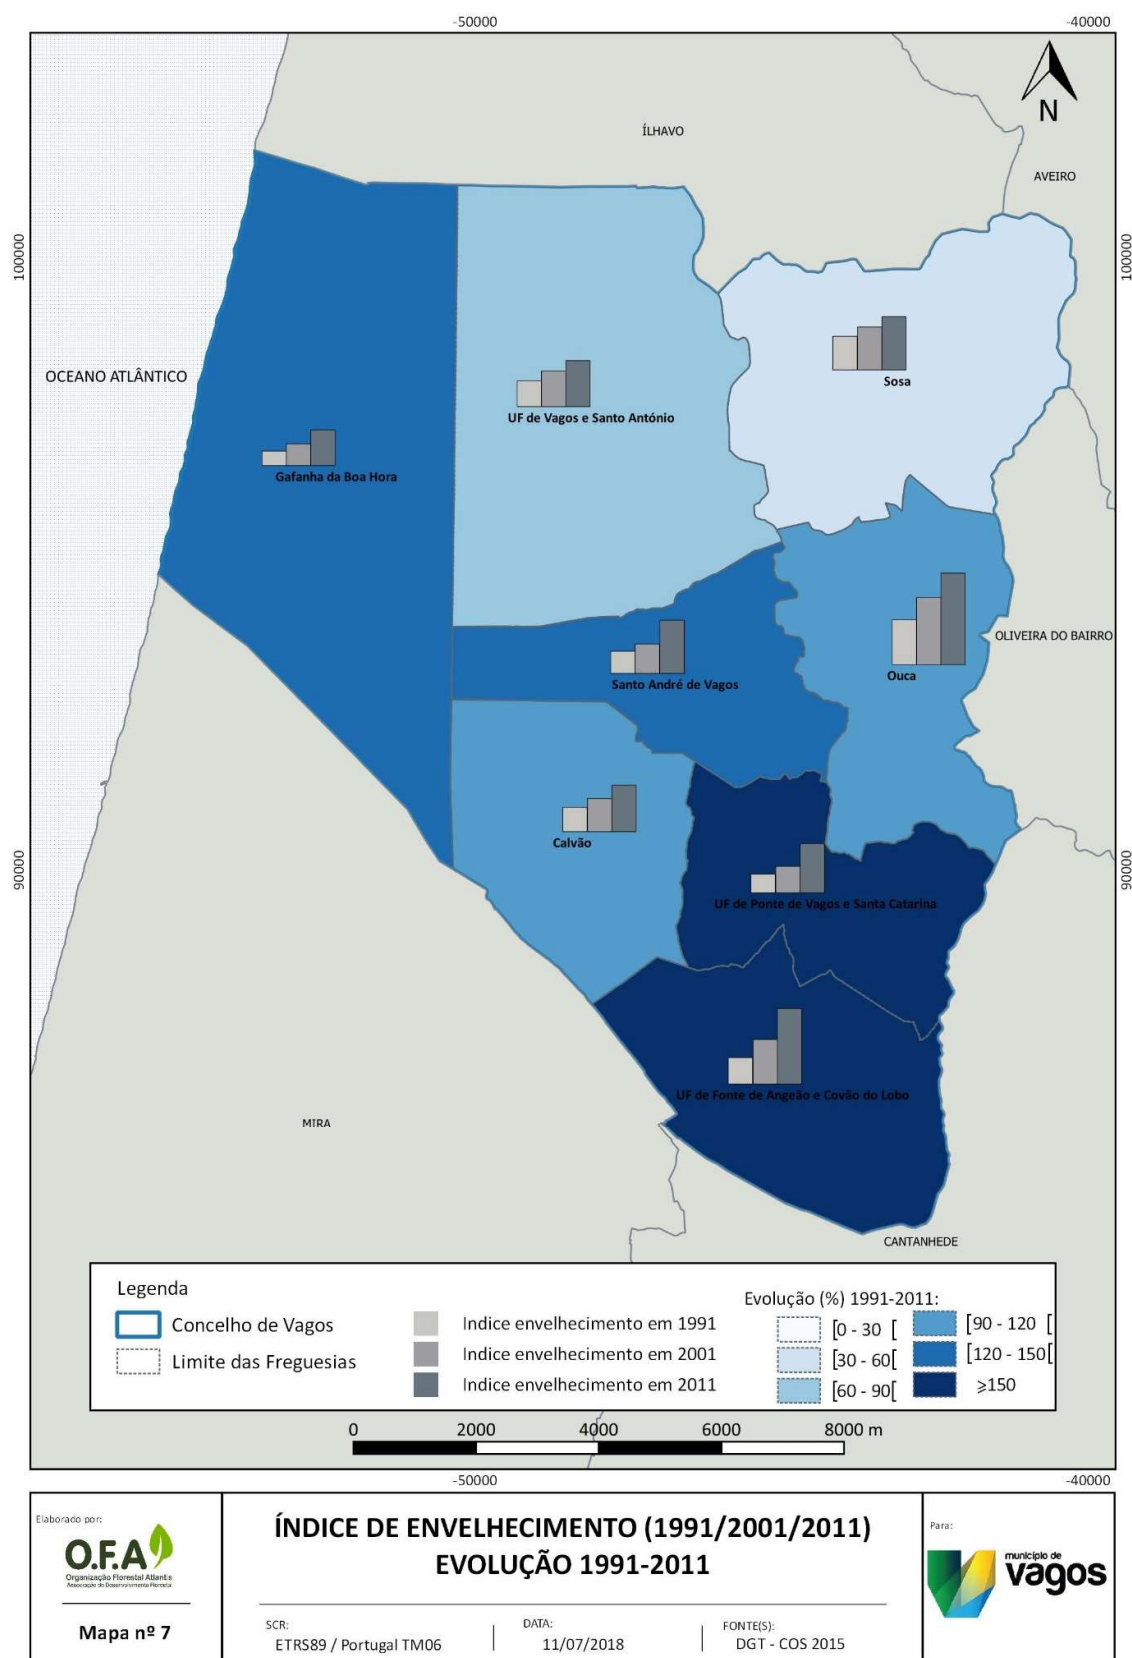 -50000
-40000
N
ÍLHAVO
AVEIRO
100000
100000
OCEANO ATLÂNTICO
Sosa
UF de Vagos e Santo António
Gafanha da Boa Hora
OLIVEIRA DO BAIRRO
Ouca
Santo André de Vagos
Calvão
90000
90000
UF de Ponte de Vagos e Santa Catarina
UF de Fonte de Angeão e Covão do Lobo
MIRA
CANTANHEDE
Legenda
Concelho de Vagos
Limite das Freguesias
Indice envelhecimento em 1991
Indice envelhecimento em 2001
Indice envelhecimento em 2011
Evolução (%) 1991-2011:
[0 - 30 [
[30 - 60[
[60 - 90[
[90 - 120 [
[120 - 150[
⩾150
0 2000 4000 6000 8000 m
-50000
-40000
Elaborado por:
O.F.A
Organização Florestal Atlantis
Associação de Desenvolvimento Florestal
Mapa nº 7
ÍNDICE DE ENVELHECIMENTO (1991/2001/2011)
EVOLUÇÃO 1991-2011
SCR:
ETRS89 / Portugal TM06
DATA:
11/07/2018
FONTE(S):
DGT - COS 2015
Para:
município de
vagos